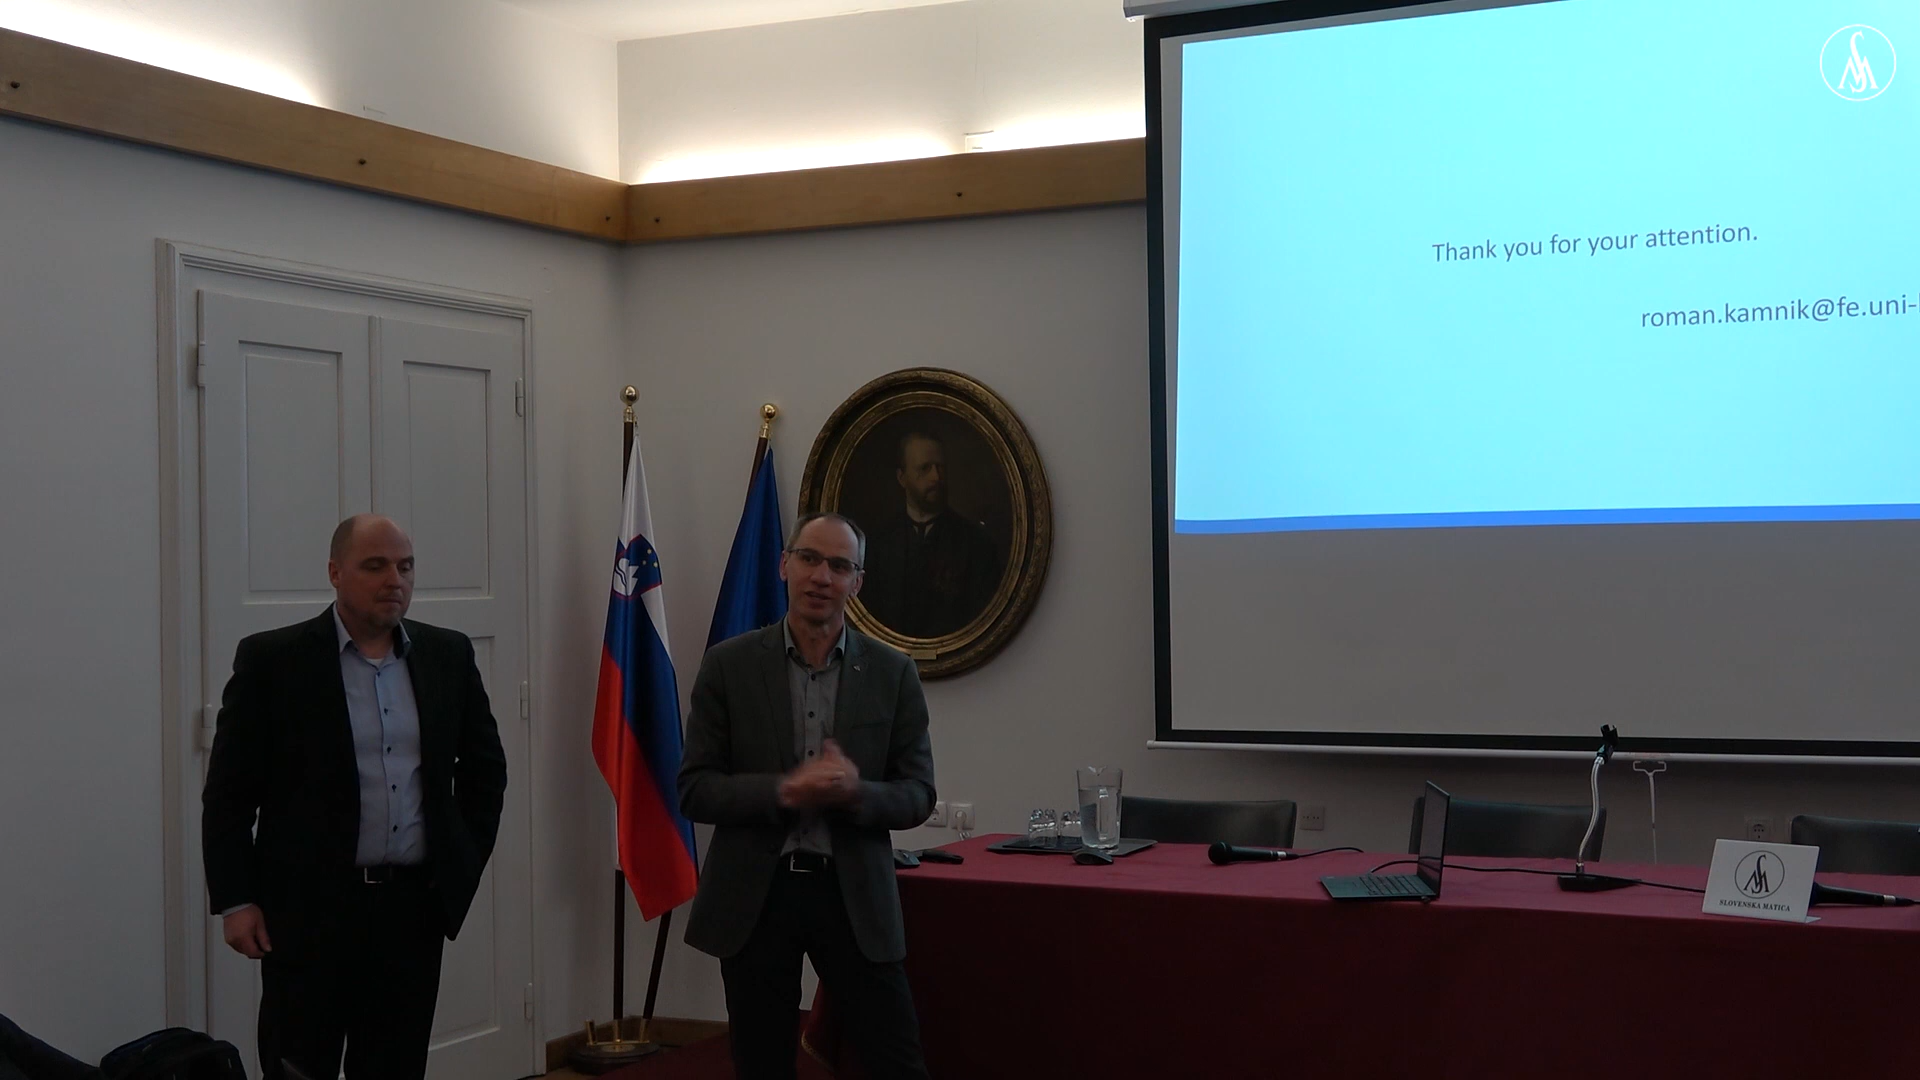 Thank you for your attention.
roman.kamnik@fe.uni-
SLOVENSKA MATICA